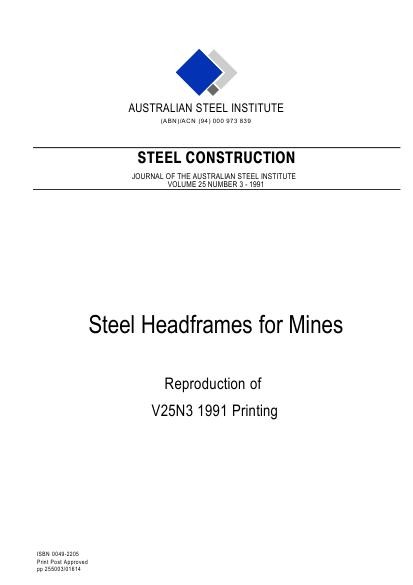 AUSTRALIAN STEEL INSTITUTE
(ABN)/ACN (94) 000 973 839
STEEL CONSTRUCTION
JOURNAL OF THE AUSTRALIAN STEEL INSTITUTE
VOLUME 25 NUMBER 3 - 1991
Steel Headframes for Mines
Reproduction of
V25N3 1991 Printing
ISBN 0049-2205
Print Post Approved
pp 255003/01614